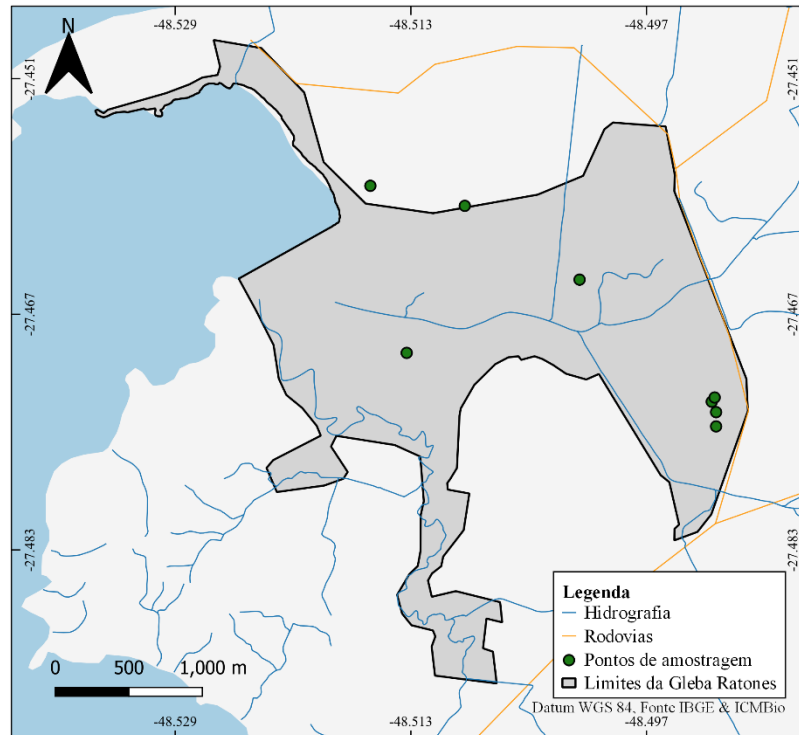 -48.529 -48.513 -48.497
N
-27.451 -27.451
-27.467 -27.467
-27.483 -27.483
Legenda
Hidrografia
Rodovias
Pontos de amostragem
Limites da Gleba Ratones
0 500 1,000 m
Datum WGS 84, Fonte IBGE & ICMBio
-48.529 -48.513 -48.497